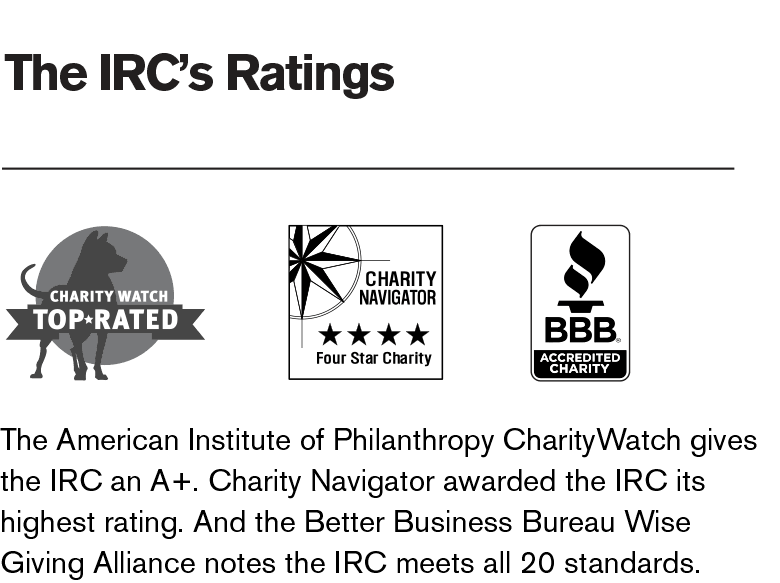 The IRC’s Ratings
CHARITY WATCH
TOP★RATED
CHARITY
NAVIGATOR
★★★★
Four Star Charity
BBB®
ACCREDITED
CHARITY
The American Institute of Philanthropy CharityWatch gives
the IRC an A+. Charity Navigator awarded the IRC its
highest rating. And the Better Business Bureau Wise
Giving Alliance notes the IRC meets all 20 standards.